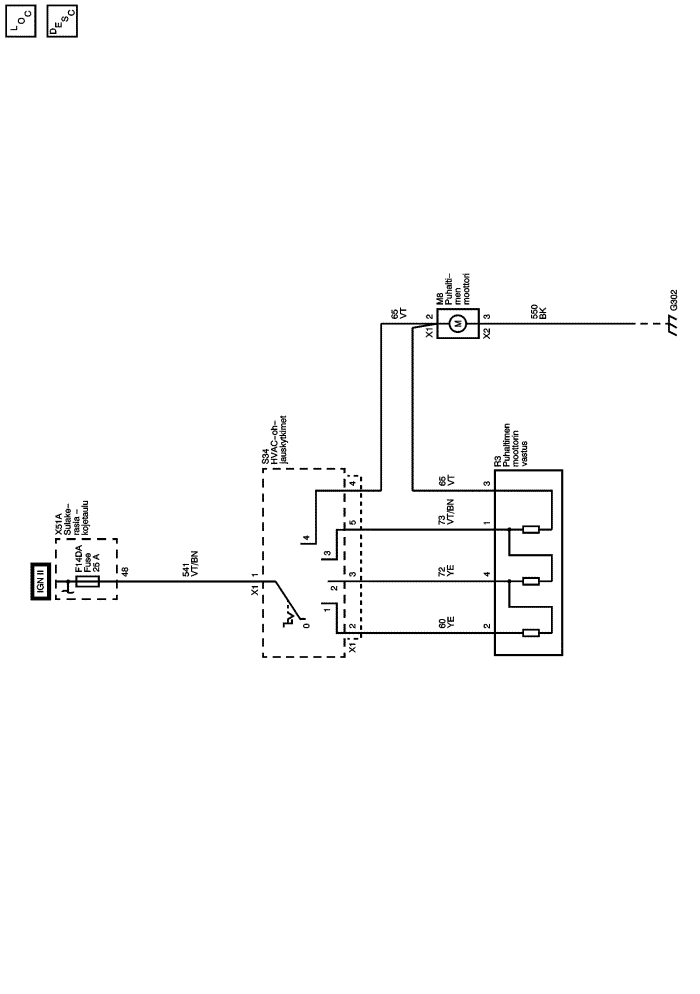 LOC
DESC
IGN II
X51A
Sulake-
rasia -
kojetaulu
F14DA
Fuse
25 A
48
541
VT/BN
X1
1
S34
HVAC-oh-
jauskytkimet
0
1
2
3
4
X1
2
3
5
4
60
YE
72
YE
73
VT/BN
65
VT
2
4
1
3
R3
Puhaltimen
moottorin
vastus
65
VT
X1
2
M8
Puhalti-
men
moottori
M
X2
3
550
BK
G302